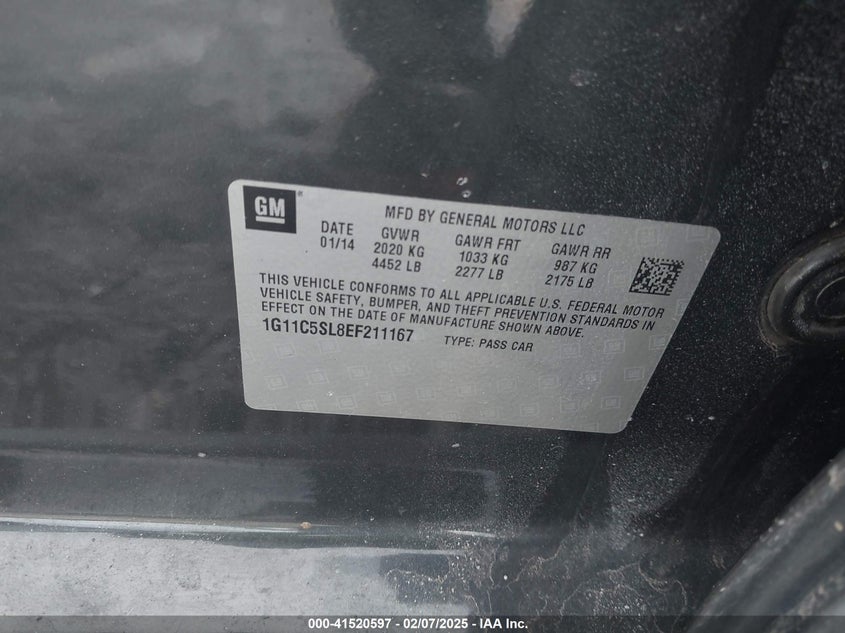 GM
MFD BY GENERAL MOTORS LLC
DATE GVWR GAWR FRT GAWR RR
01/14 2020 KG 1033 KG 987 KG
4452 LB 2277 LB 2175 LB
THIS VEHICLE CONFORMS TO ALL APPLICABLE U.S. FEDERAL MOTOR
VEHICLE SAFETY, BUMPER, AND THEFT PREVENTION STANDARDS IN
EFFECT ON THE DATE OF MANUFACTURE SHOWN ABOVE.
1G11C5SL8EF211167 TYPE: PASS CAR
000-41520597 - 02/07/2025 - IAA Inc.